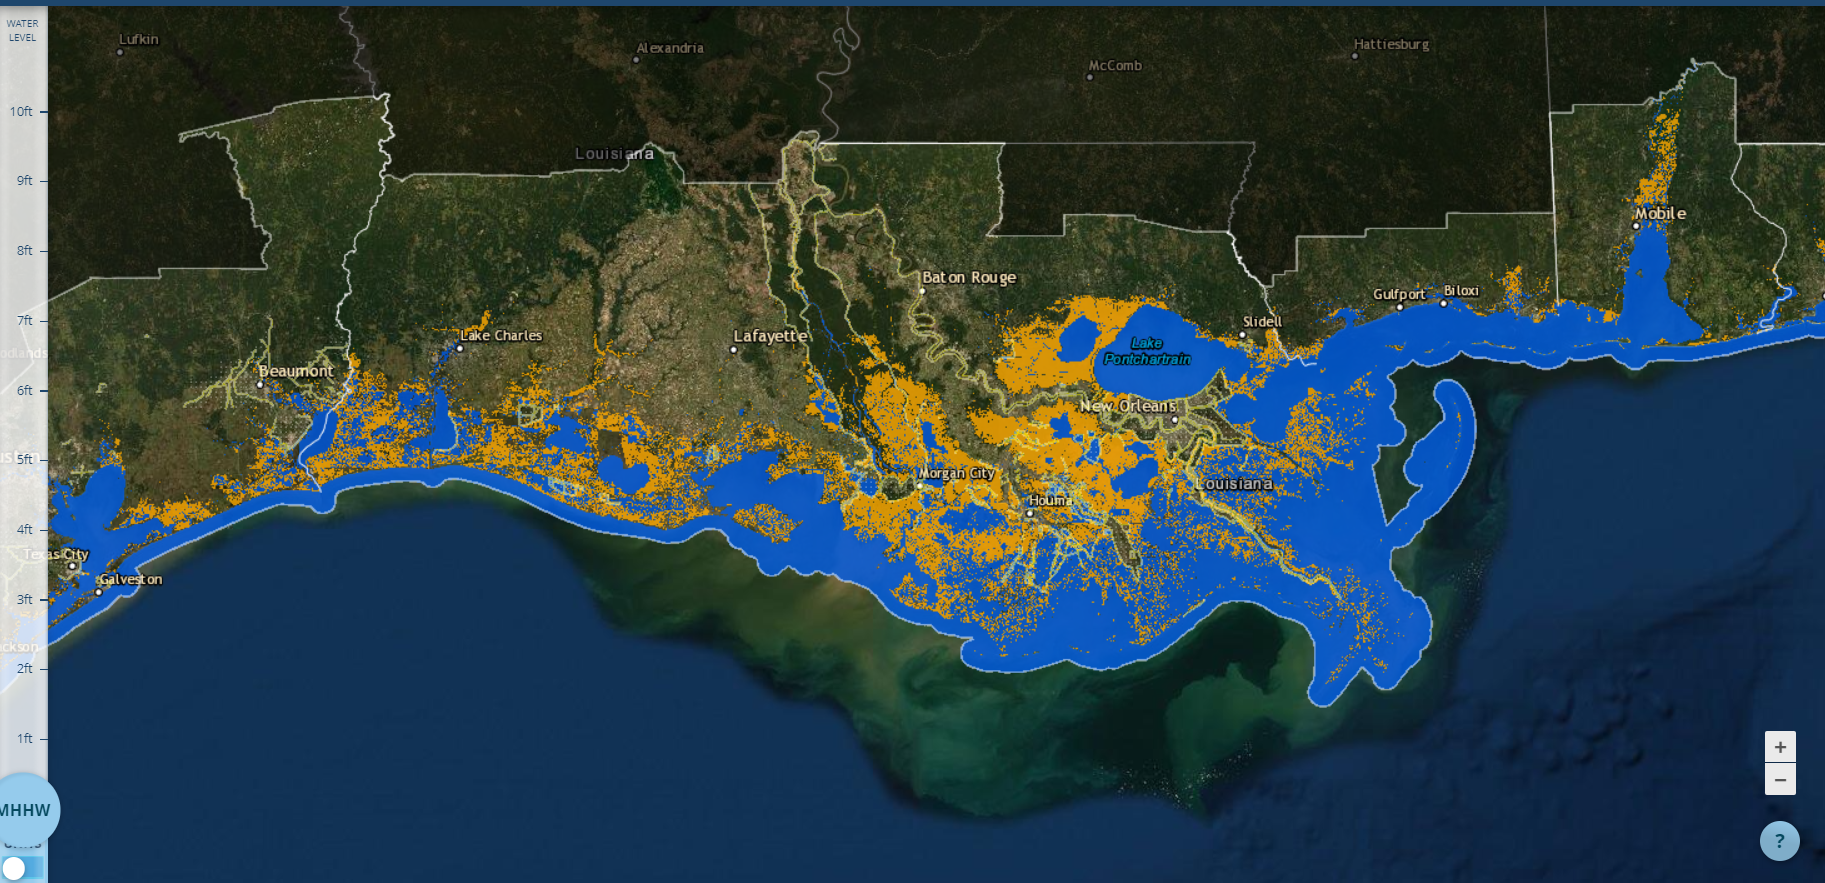 WATER
LEVEL
Lufkin
Alexandria
Hattiesburg
McComb
10ft
Louisiana
9ft
Mobile
8ft
Baton Rouge
Gulfport
Biloxi
7ft
Slidell
Lake Charles
Lafayette
Lake
Pontchartrain
Beaumont
6ft
New Orleans
5ft
Morgan City
Louisiana
Houma
4ft
Texas City
Galveston
3ft
ckson
2ft
1ft
+
−
MHHW
?